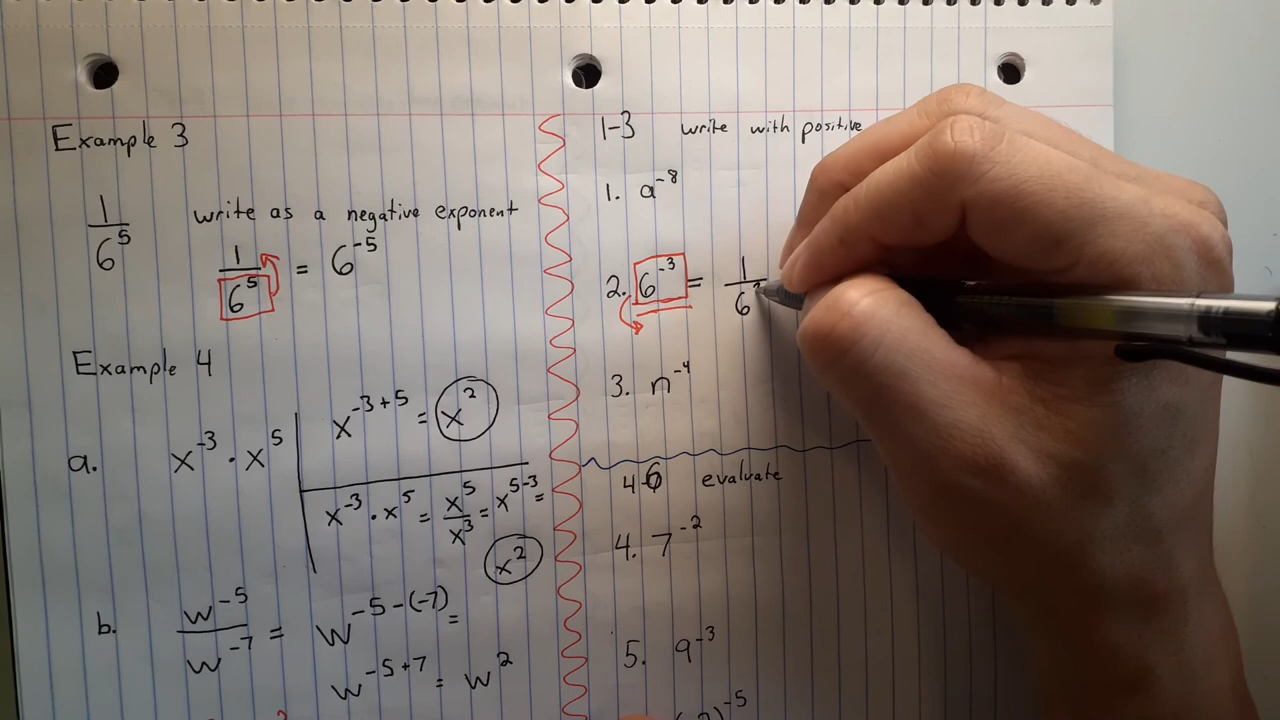 Example 3
1/6^5 write as a negative exponent
1/6^5 = 6^-5
Example 4
a. x^-3 · x^5
x^-3+5 = x^2
x^-3 · x^5 = x^5/x^3 = x^5-3 =
x^2
b. w^-5/w^-7 = w^-5-(-7) =
w^-5+7 = w^2
1-3 write with positive
1. a^-8
2. 6^-3 = 1/6
3. n^-4
4-6 evaluate
4. 7^-2
5. 9^-3